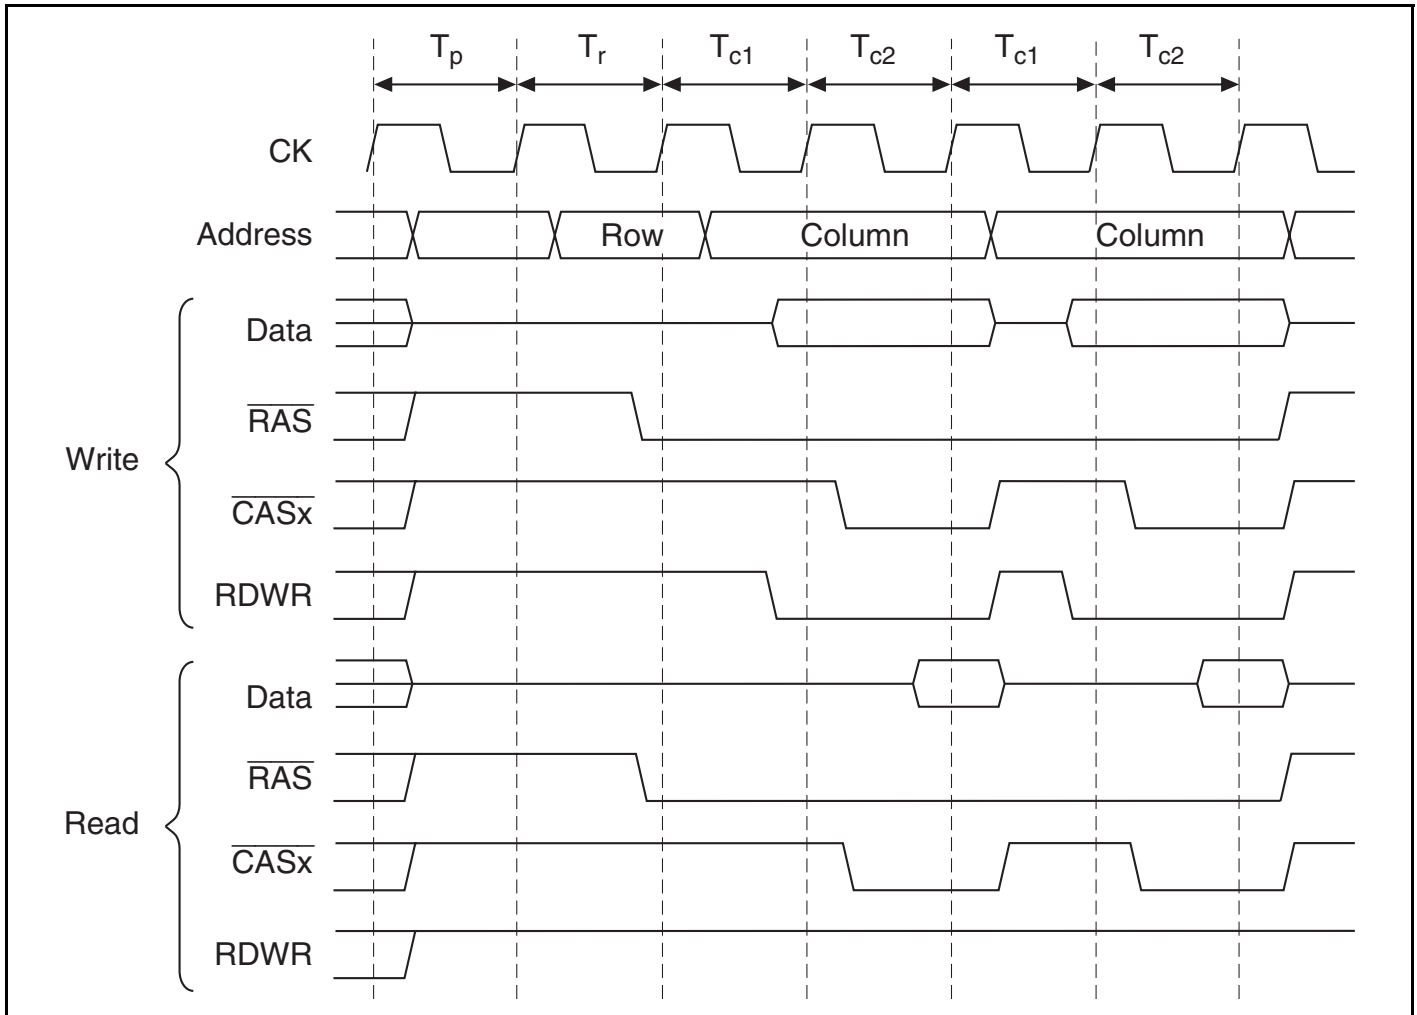 Tp Tr Tc1 Tc2 Tc1 Tc2
CK
Address Row Column Column
Data
RAS
Write
CASx
RDWR
Data
RAS
Read
CASx
RDWR